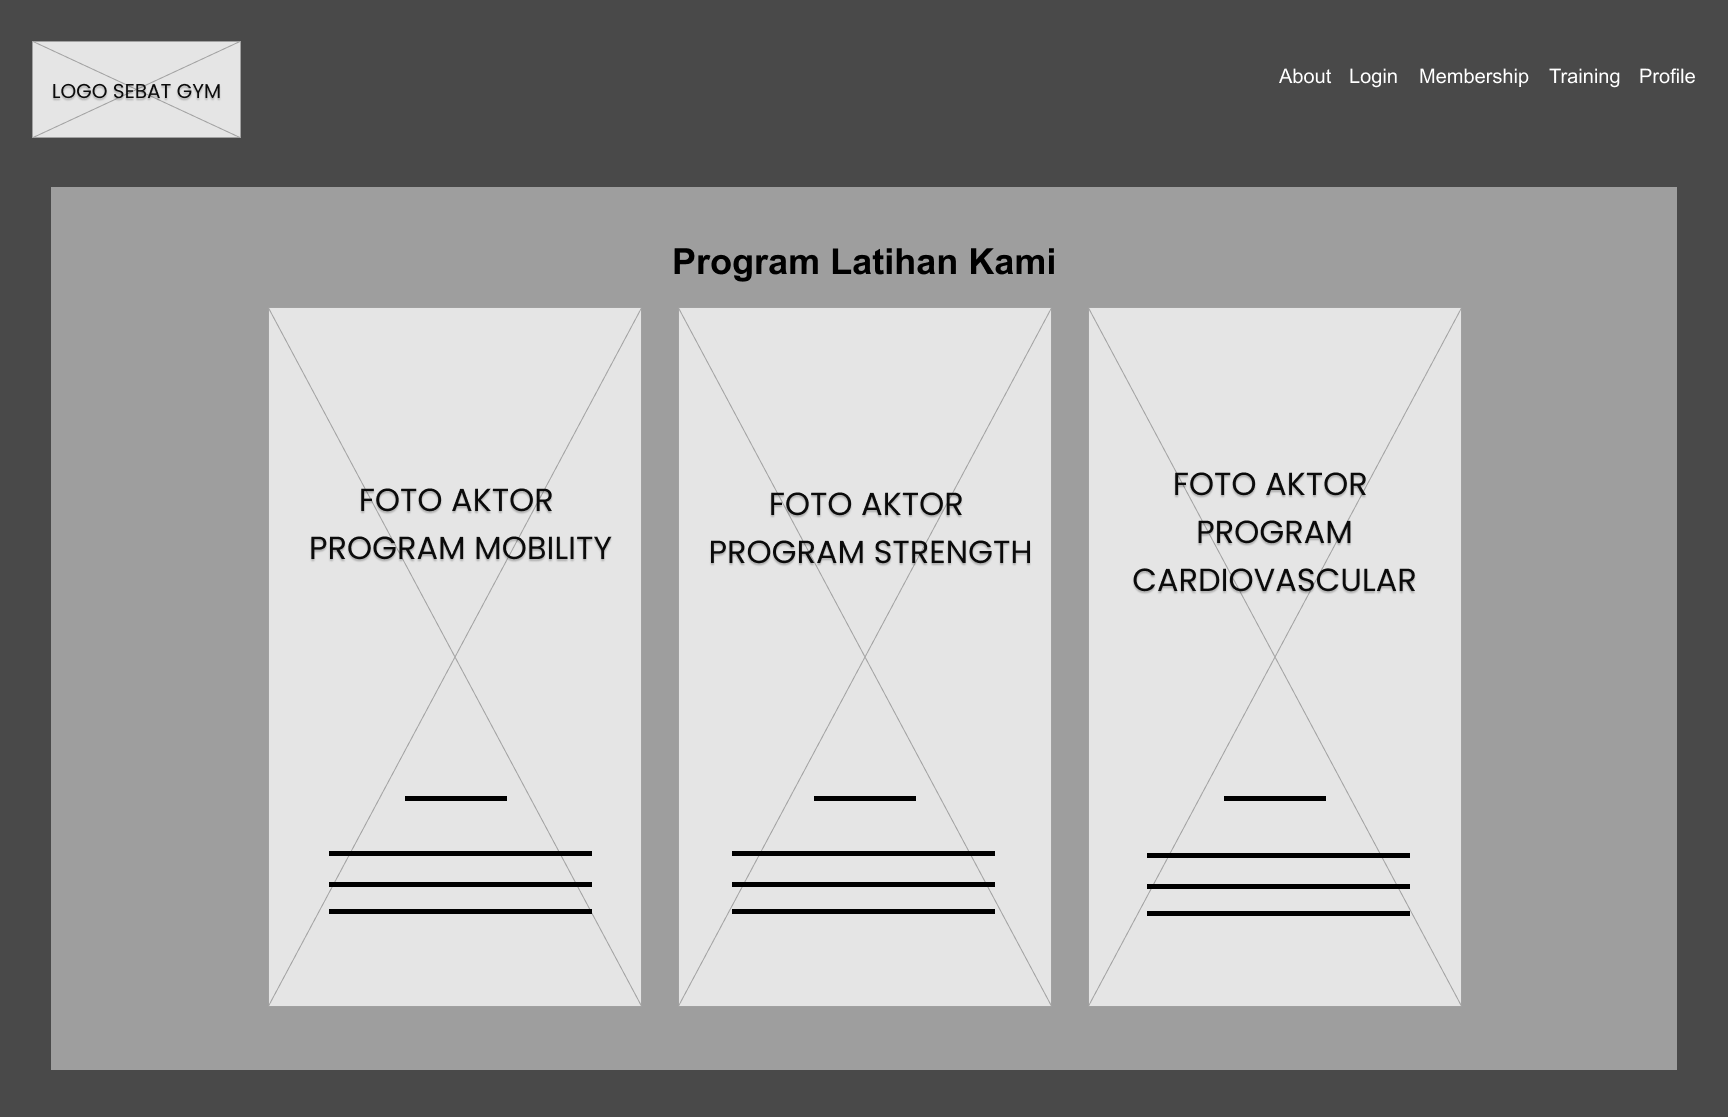 LOGO SEBAT GYM
About Login Membership Training Profile
Program Latihan Kami
FOTO AKTOR
PROGRAM MOBILITY
FOTO AKTOR
PROGRAM STRENGTH
FOTO AKTOR
PROGRAM
CARDIOVASCULAR